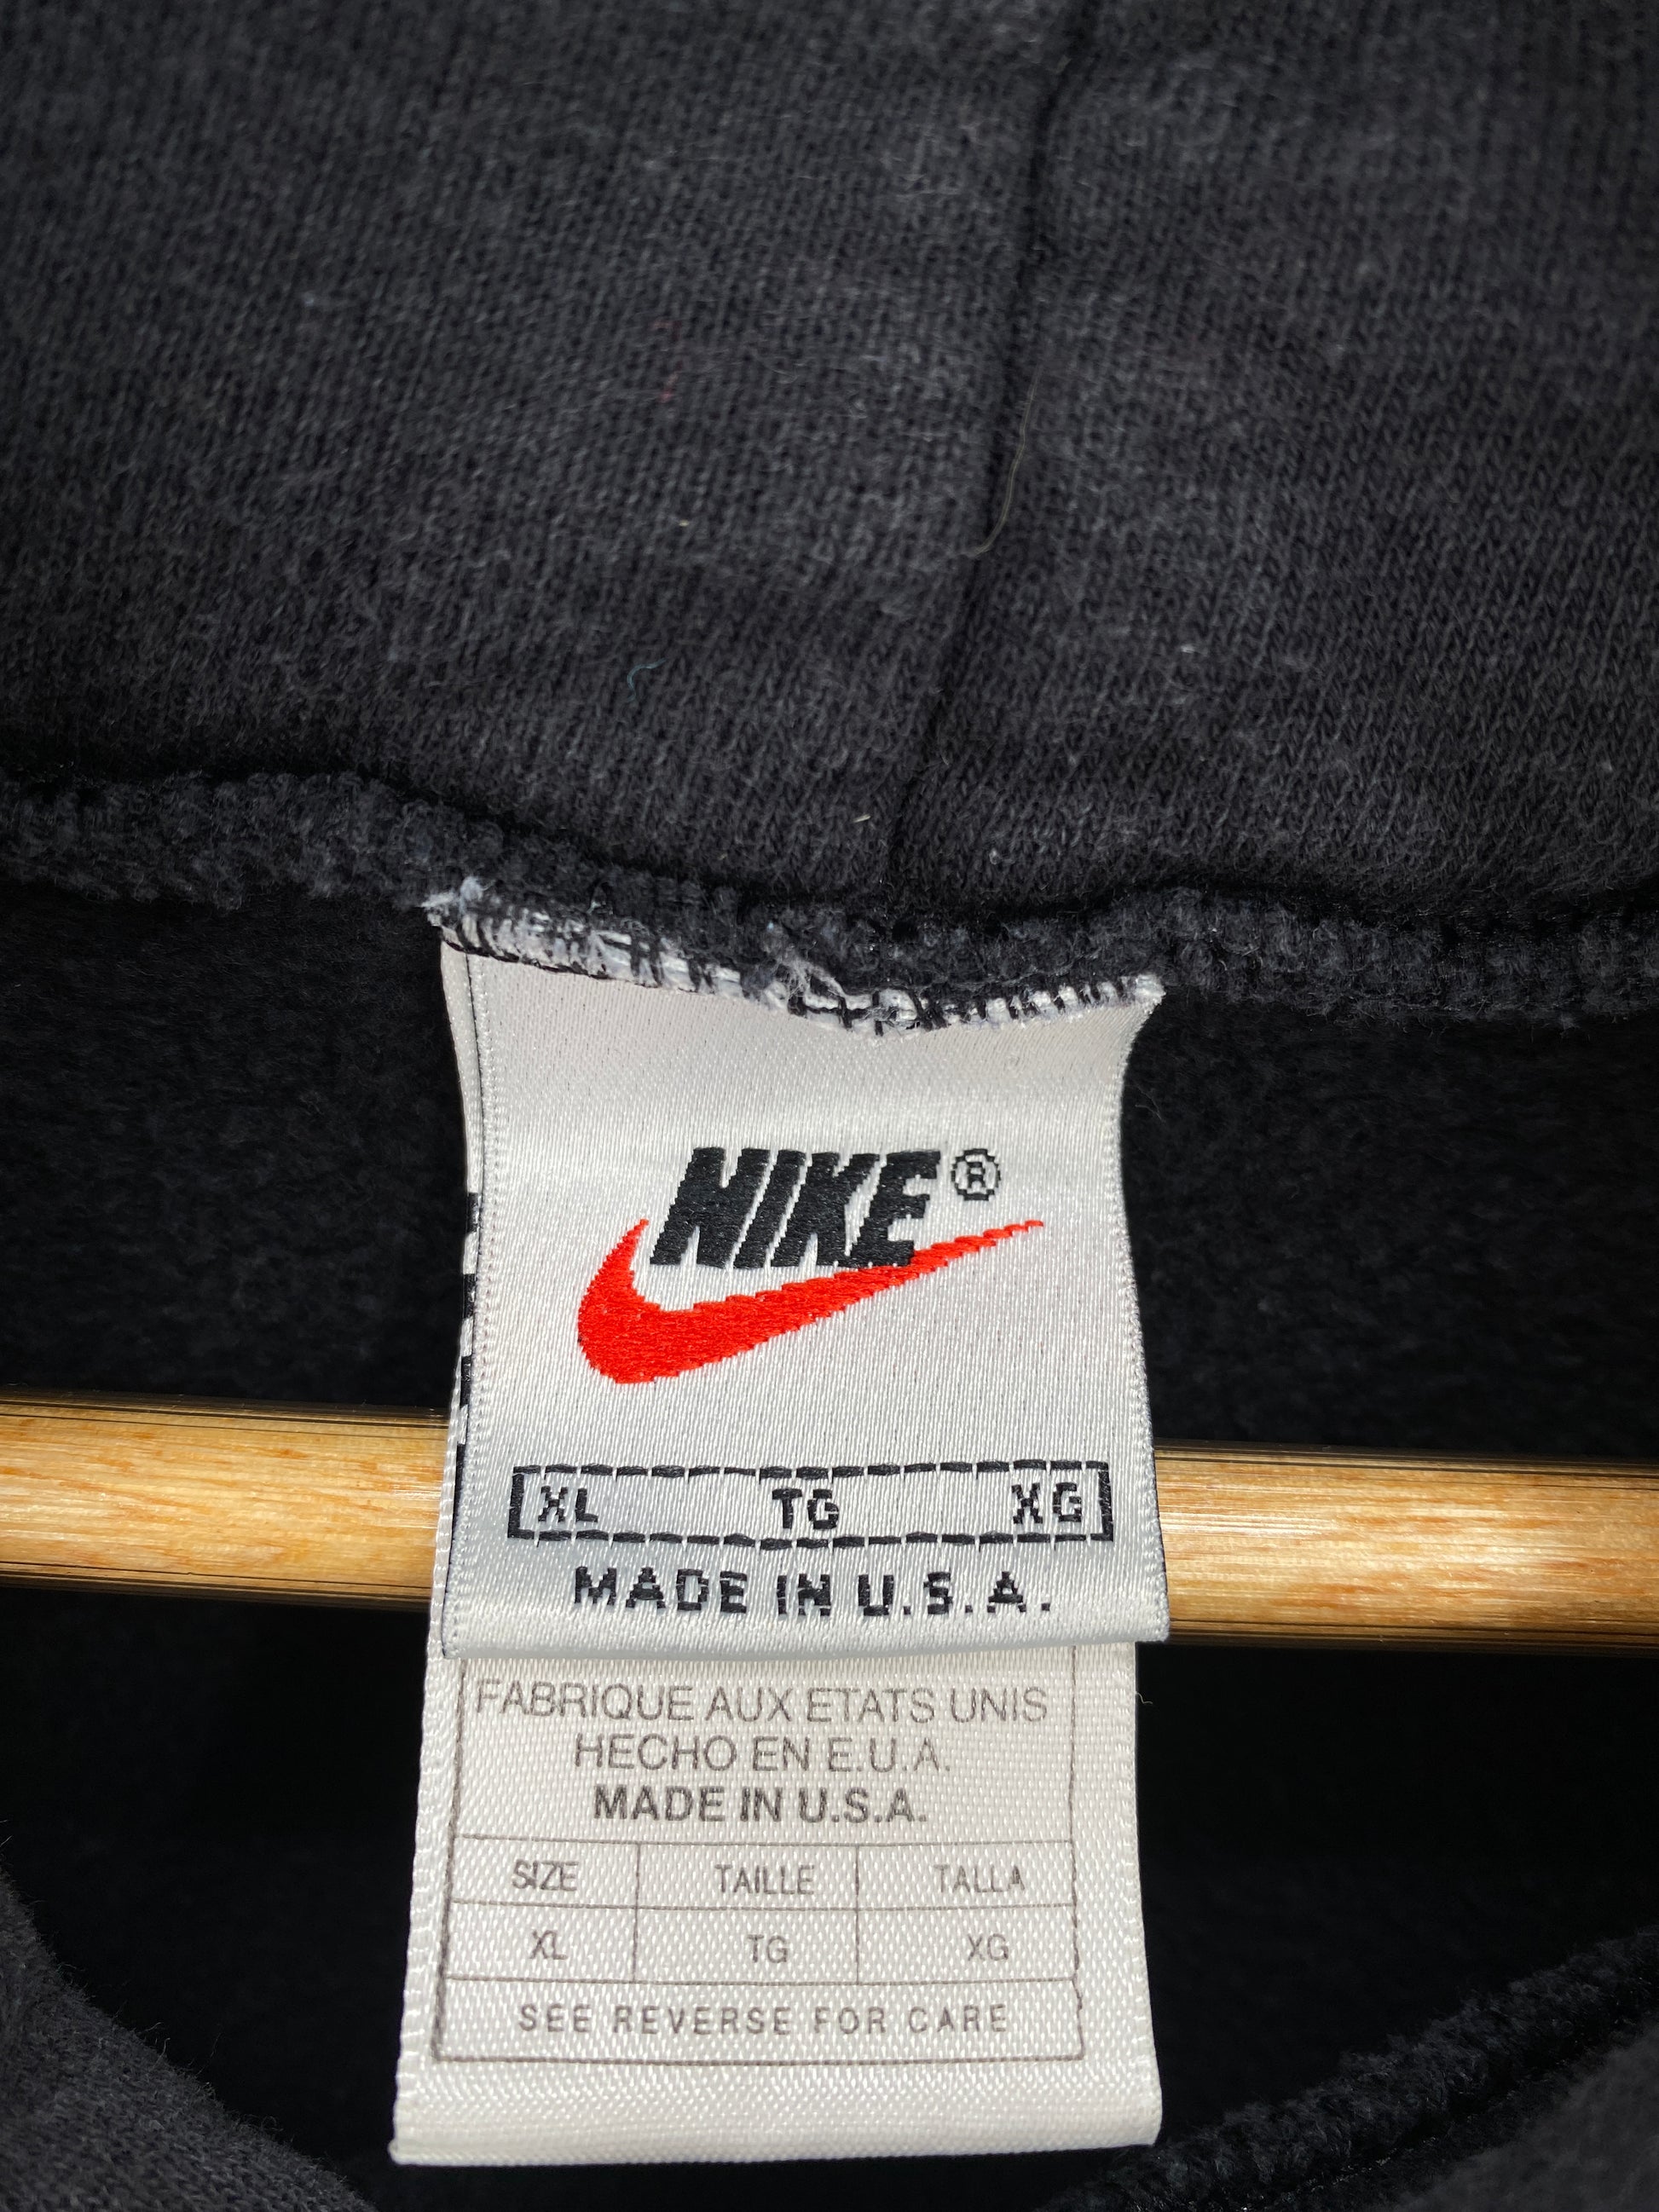 NIKE®
XL TG XG
MADE IN U.S.A.
FABRIQUE AUX ETATS UNIS
HECHO EN E.U.A.
MADE IN U.S.A.
SIZE TAILLE TALLA
XL TG XG
SEE REVERSE FOR CARE